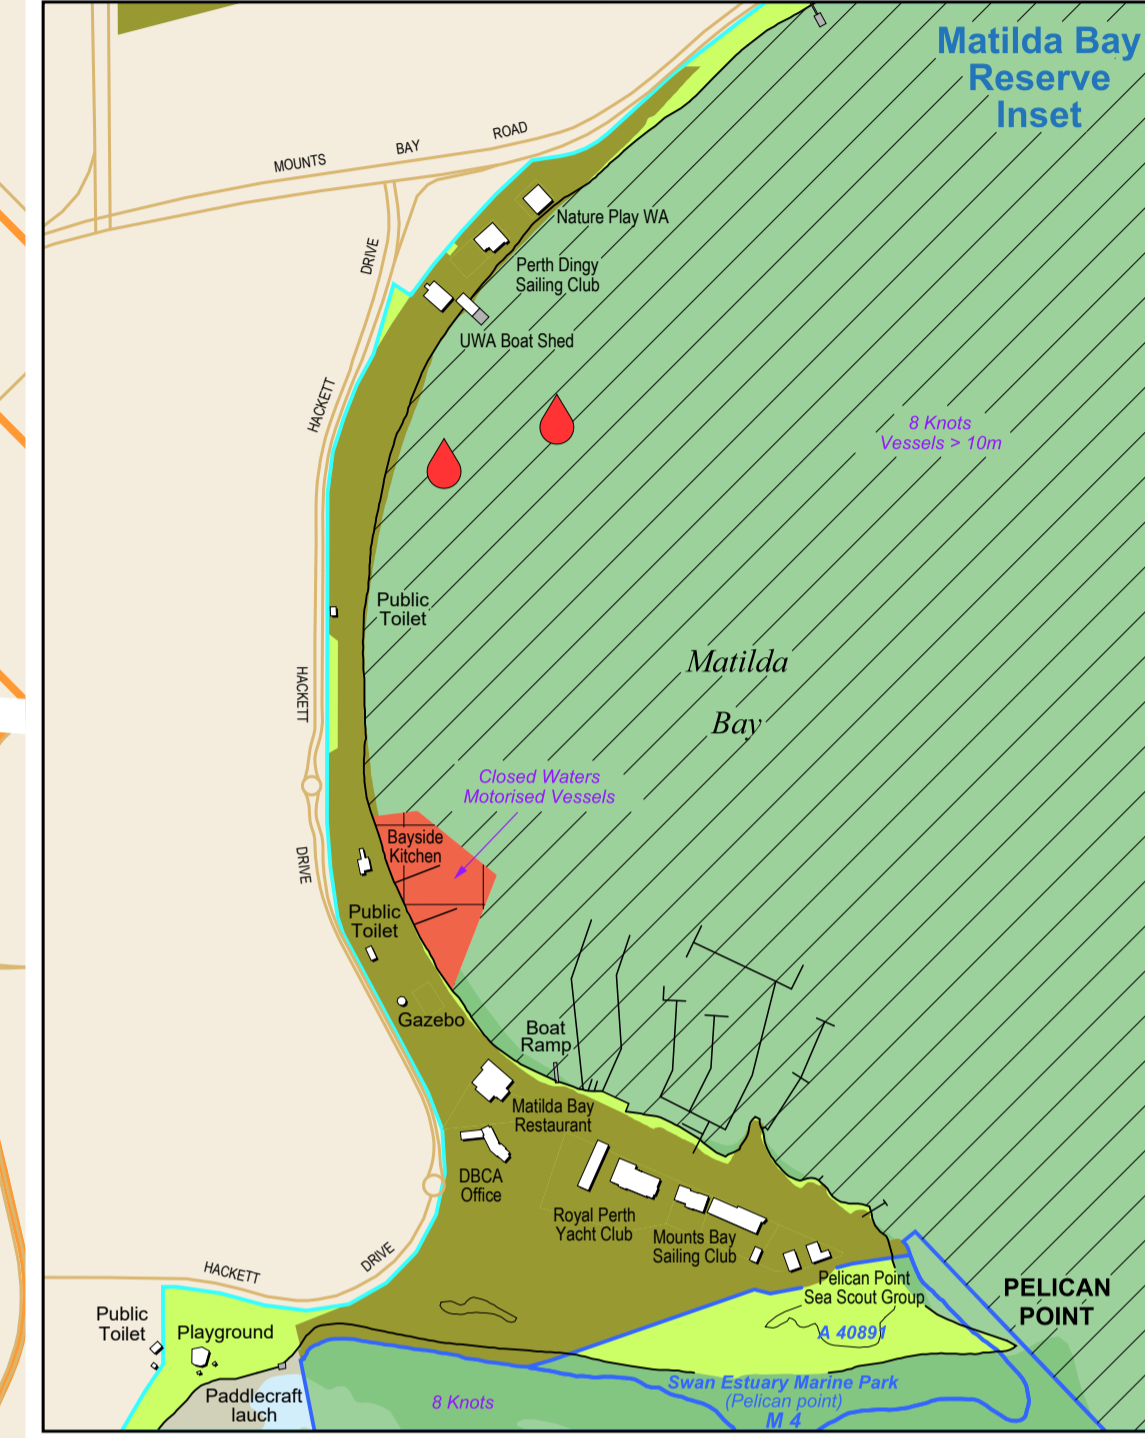 Matilda Bay
Reserve
Inset
MOUNTS BAY ROAD
Nature Play WA
DRIVE
Perth Dingy
Sailing Club
UWA Boat Shed
HACKETT
8 Knots
Vessels > 10m
Public
Toilet
Matilda
Bay
HACKETT
Closed Waters
Motorised Vessels
Bayside
Kitchen
DRIVE
Public
Toilet
Gazebo
Boat
Ramp
Matilda Bay
Restaurant
DBCA
Office
Royal Perth
Yacht Club
Mounts Bay
Sailing Club
DRIVE
HACKETT
Pelican Point
Sea Scout Group
PELICAN
POINT
Public
Toilet
Playground
A 40891
Paddlecraft
lauch
8 Knots
Swan Estuary Marine Park
(Pelican point)
M 4